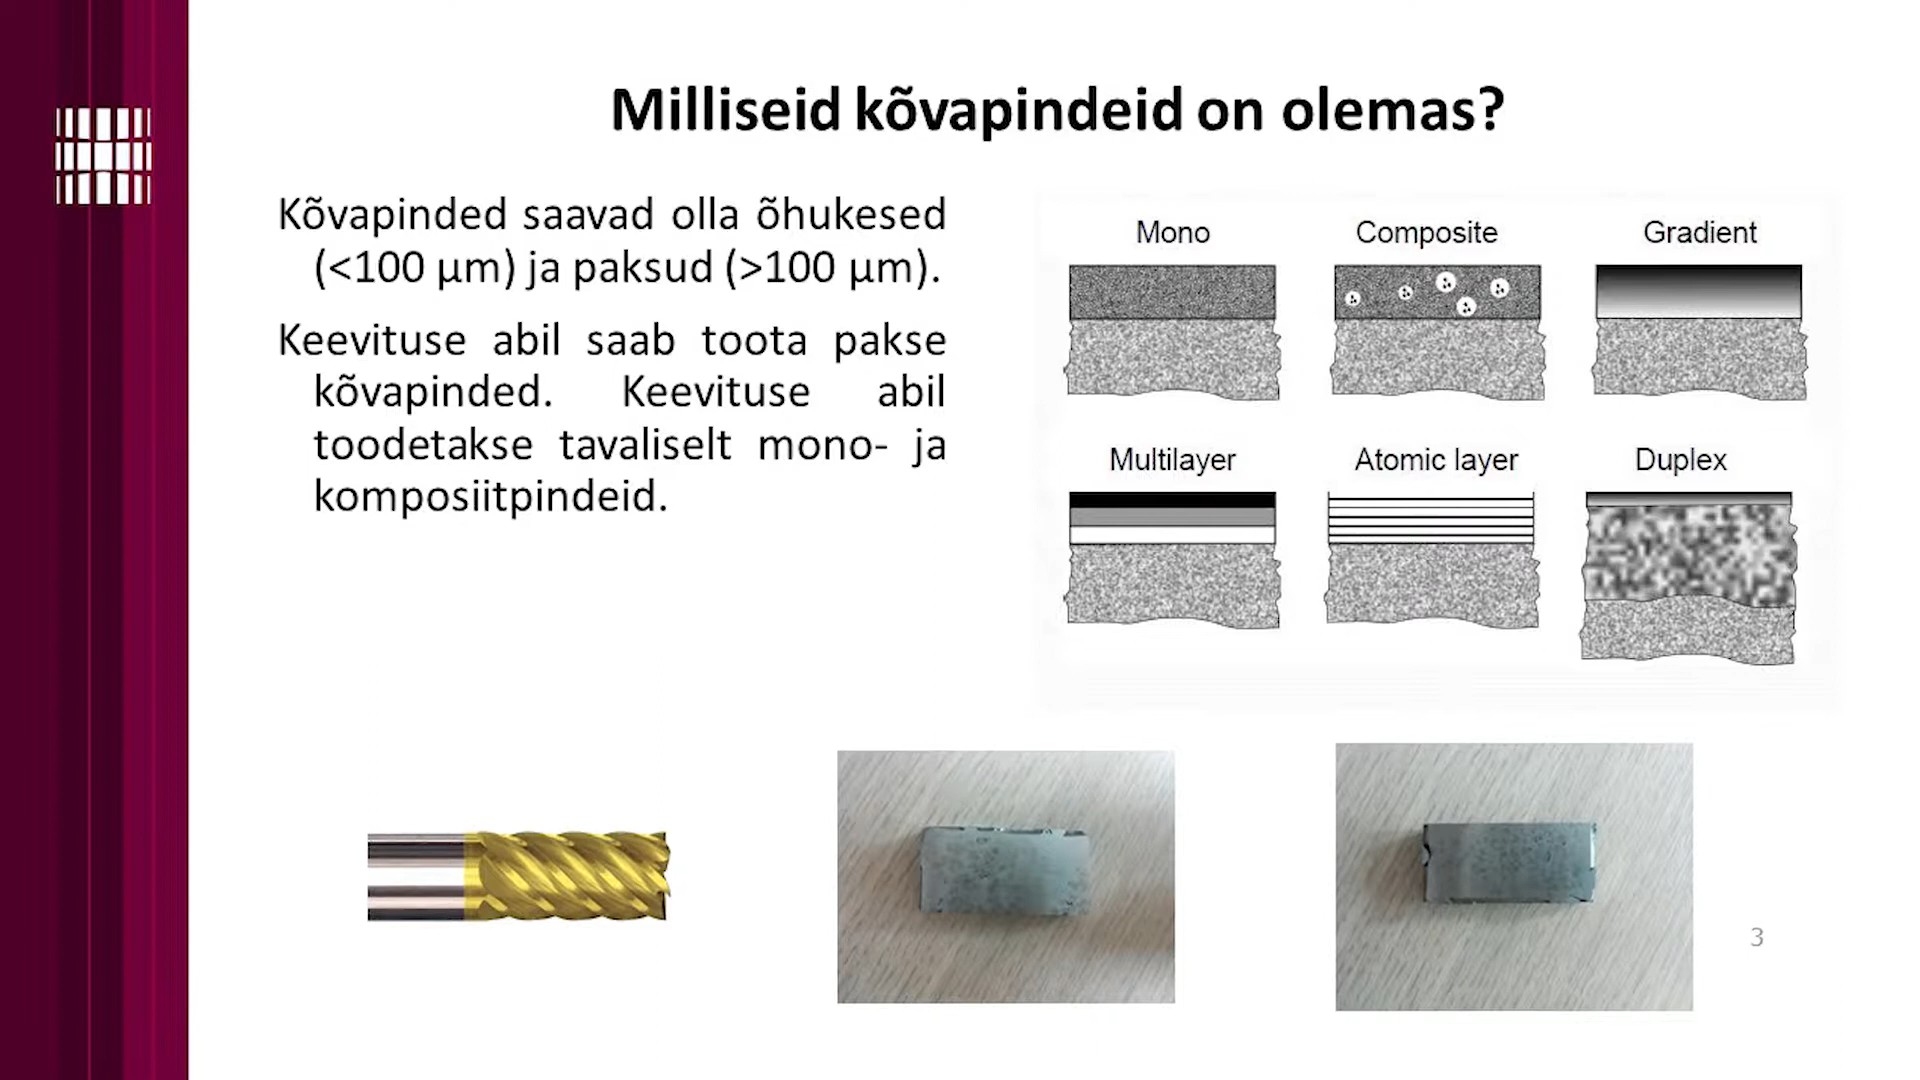 Milliseid kõvapindeid on olemas?
Kõvapinded saavad olla õhukesed
(<100 µm) ja paksud (>100 µm).
Keevituse abil saab toota pakse
kõvapinded. Keevituse abil
toodetakse tavaliselt mono- ja
komposiitpindeid.
Mono Composite Gradient
Multilayer Atomic layer Duplex
3